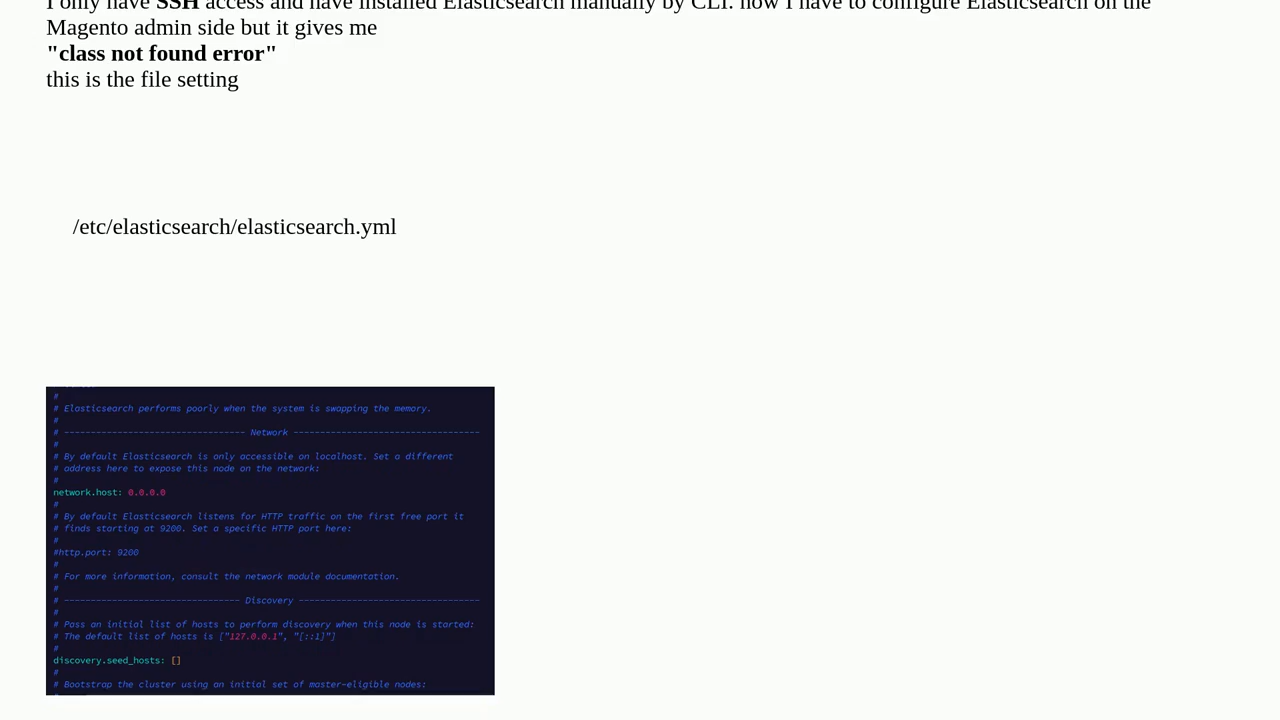 I only have SSH access and have installed Elasticsearch manually by CLI. now I have to configure Elasticsearch on the
Magento admin side but it gives me
"class not found error"
this is the file setting
/etc/elasticsearch/elasticsearch.yml
#
# Elasticsearch performs poorly when the system is swapping the memory.
#
# ---------------------------------- Network -----------------------------------
#
# By default Elasticsearch is only accessible on localhost. Set a different
# address here to expose this node on the network:
#
network.host: 0.0.0.0
#
# By default Elasticsearch listens for HTTP traffic on the first free port it
# finds starting at 9200. Set a specific HTTP port here:
#
#http.port: 9200
#
# For more information, consult the network module documentation.
#
# --------------------------------- Discovery ----------------------------------
#
# Pass an initial list of hosts to perform discovery when this node is started:
# The default list of hosts is ["127.0.0.1", "[::1]"]
#
discovery.seed_hosts: []
#
# Bootstrap the cluster using an initial set of master-eligible nodes: